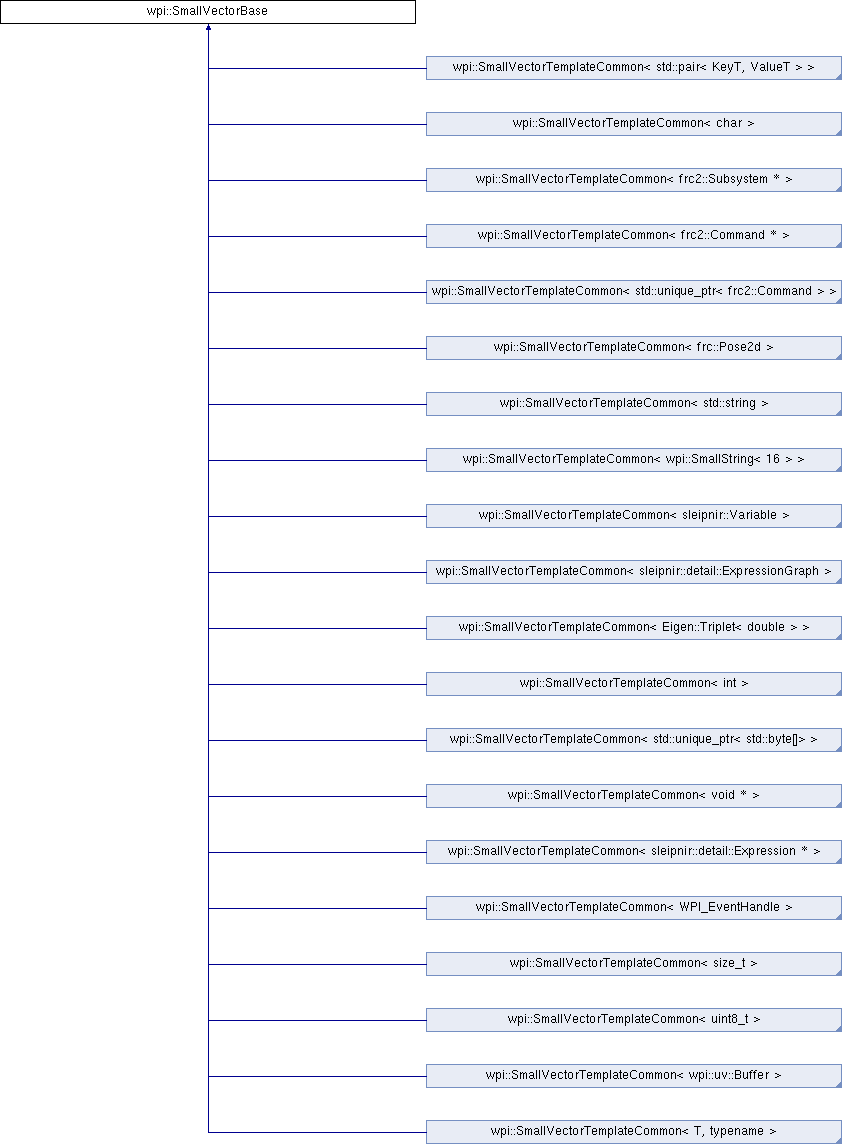 wpi::SmallVectorBase
wpi::SmallVectorTemplateCommon< std::pair< KeyT, ValueT > >
wpi::SmallVectorTemplateCommon< char >
wpi::SmallVectorTemplateCommon< frc2::Subsystem * >
wpi::SmallVectorTemplateCommon< frc2::Command * >
wpi::SmallVectorTemplateCommon< std::unique_ptr< frc2::Command > >
wpi::SmallVectorTemplateCommon< frc::Pose2d >
wpi::SmallVectorTemplateCommon< std::string >
wpi::SmallVectorTemplateCommon< wpi::SmallString< 16 > >
wpi::SmallVectorTemplateCommon< sleipnir::Variable >
wpi::SmallVectorTemplateCommon< sleipnir::detail::ExpressionGraph >
wpi::SmallVectorTemplateCommon< Eigen::Triplet< double > >
wpi::SmallVectorTemplateCommon< int >
wpi::SmallVectorTemplateCommon< std::unique_ptr< std::byte[]> >
wpi::SmallVectorTemplateCommon< void * >
wpi::SmallVectorTemplateCommon< sleipnir::detail::Expression * >
wpi::SmallVectorTemplateCommon< WPI_EventHandle >
wpi::SmallVectorTemplateCommon< size_t >
wpi::SmallVectorTemplateCommon< uint8_t >
wpi::SmallVectorTemplateCommon< wpi::uv::Buffer >
wpi::SmallVectorTemplateCommon< T, typename >